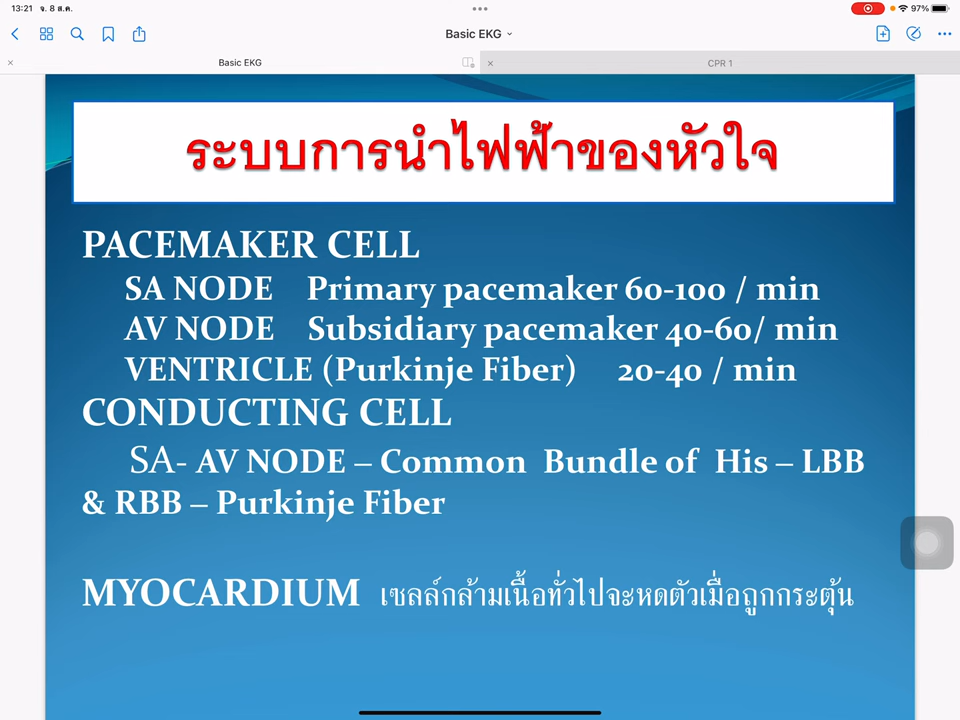 13:21 จ. 8 ส.ค.
97%
Basic EKG
Basic EKG
CPR 1
ระบบการนำไฟฟ้าของหัวใจ
PACEMAKER CELL
SA NODE Primary pacemaker 60-100 / min
AV NODE Subsidiary pacemaker 40-60/ min
VENTRICLE (Purkinje Fiber) 20-40 / min
CONDUCTING CELL
SA- AV NODE – Common Bundle of His – LBB
& RBB – Purkinje Fiber
MYOCARDIUM เซลล์กล้ามเนื้อทั่วไปจะหดตัวเมื่อถูกกระตุ้น